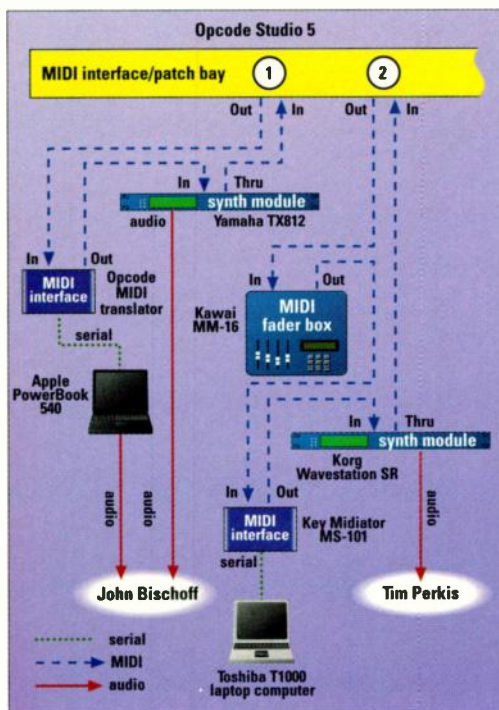 Opcode Studio 5
MIDI interface/patch bay
1
2
Out
In
Out
In
In
Thru
synth module
audio
Yamaha TX812
In
Out
MIDI
interface
Opcode
MIDI
translator
serial
Apple
PowerBook
540
In
Out
Kawai
MM-16
MIDI
fader box
In
Thru
synth module
Korg
Wavestation SR
In
Out
MIDI
interface
Key Midiator
MS-101
serial
audio
audio
audio
John Bischoff
Tim Perkis
serial
MIDI
audio
Toshiba T1000
laptop computer